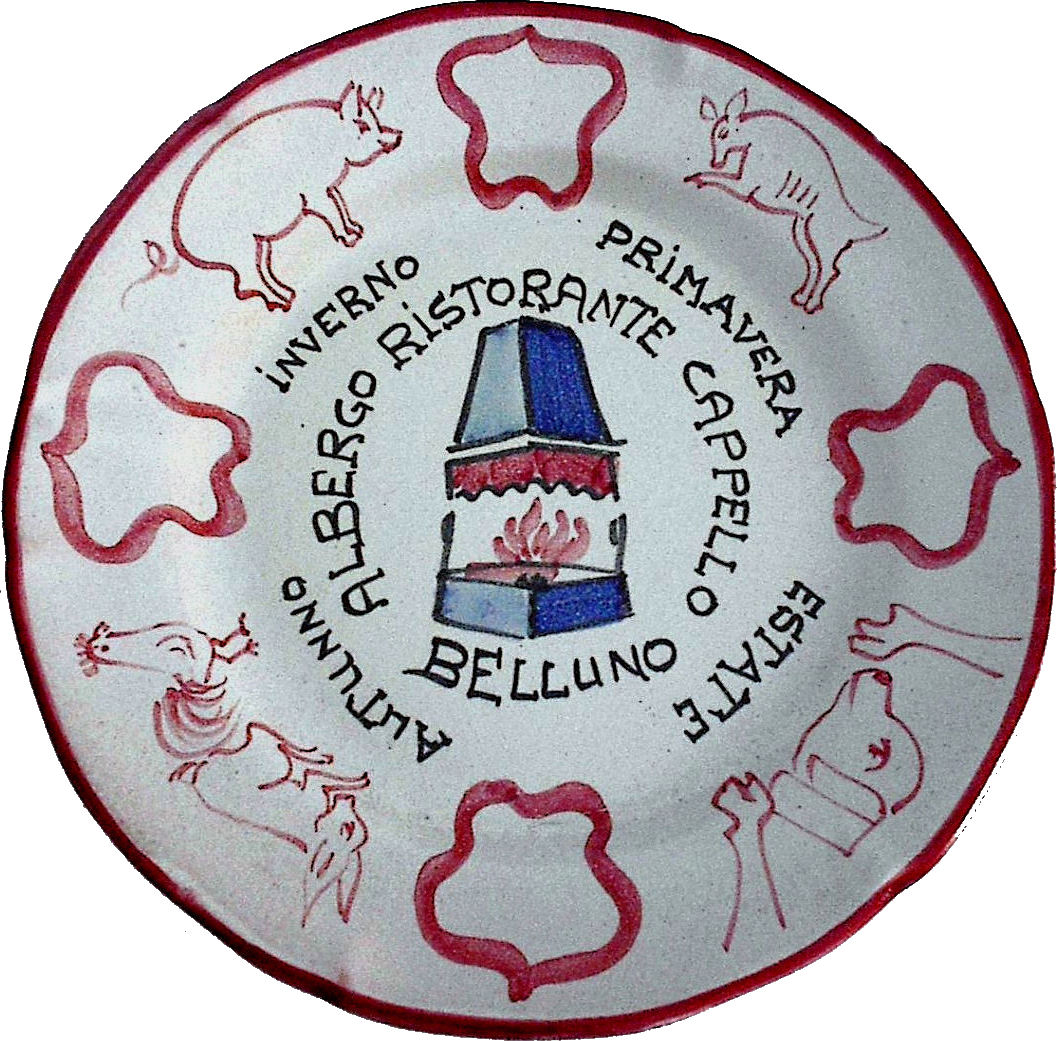 iNVERNO
PRiMAVERA
ESTATE
AUTUNNO
ALBERGO RiSTORANTE CAPPELLO
BELLUNO